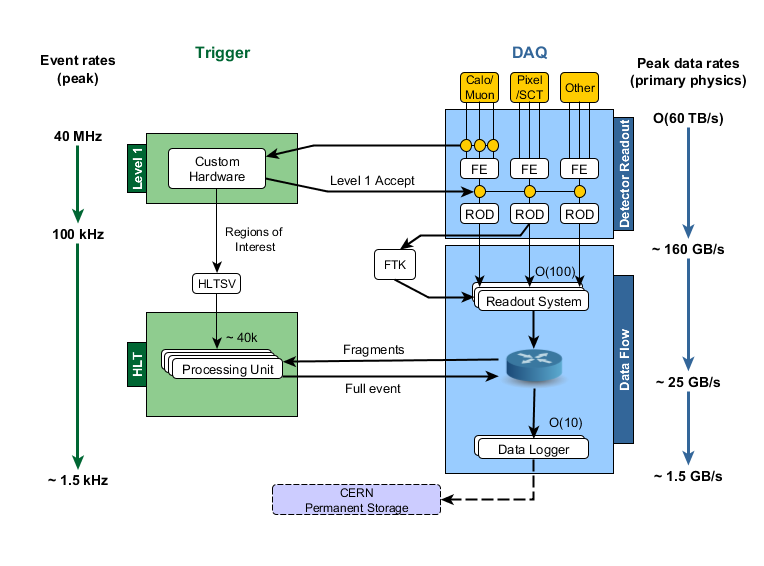 Trigger
DAQ
Event rates
(peak)
Peak data rates
(primary physics)
Calo/
Muon
Pixel
/SCT
Other
40 MHz
O(60 TB/s)
Level 1
Custom
Hardware
FE
FE
FE
Detector Readout
Level 1 Accept
ROD
ROD
ROD
100 kHz
Regions of
Interest
~ 160 GB/s
FTK
O(100)
HLTSV
Readout System
~ 40k
HLT
Processing Unit
Fragments
Full event
Data Flow
~ 25 GB/s
O(10)
Data Logger
~ 1.5 kHz
~ 1.5 GB/s
CERN
Permanent Storage